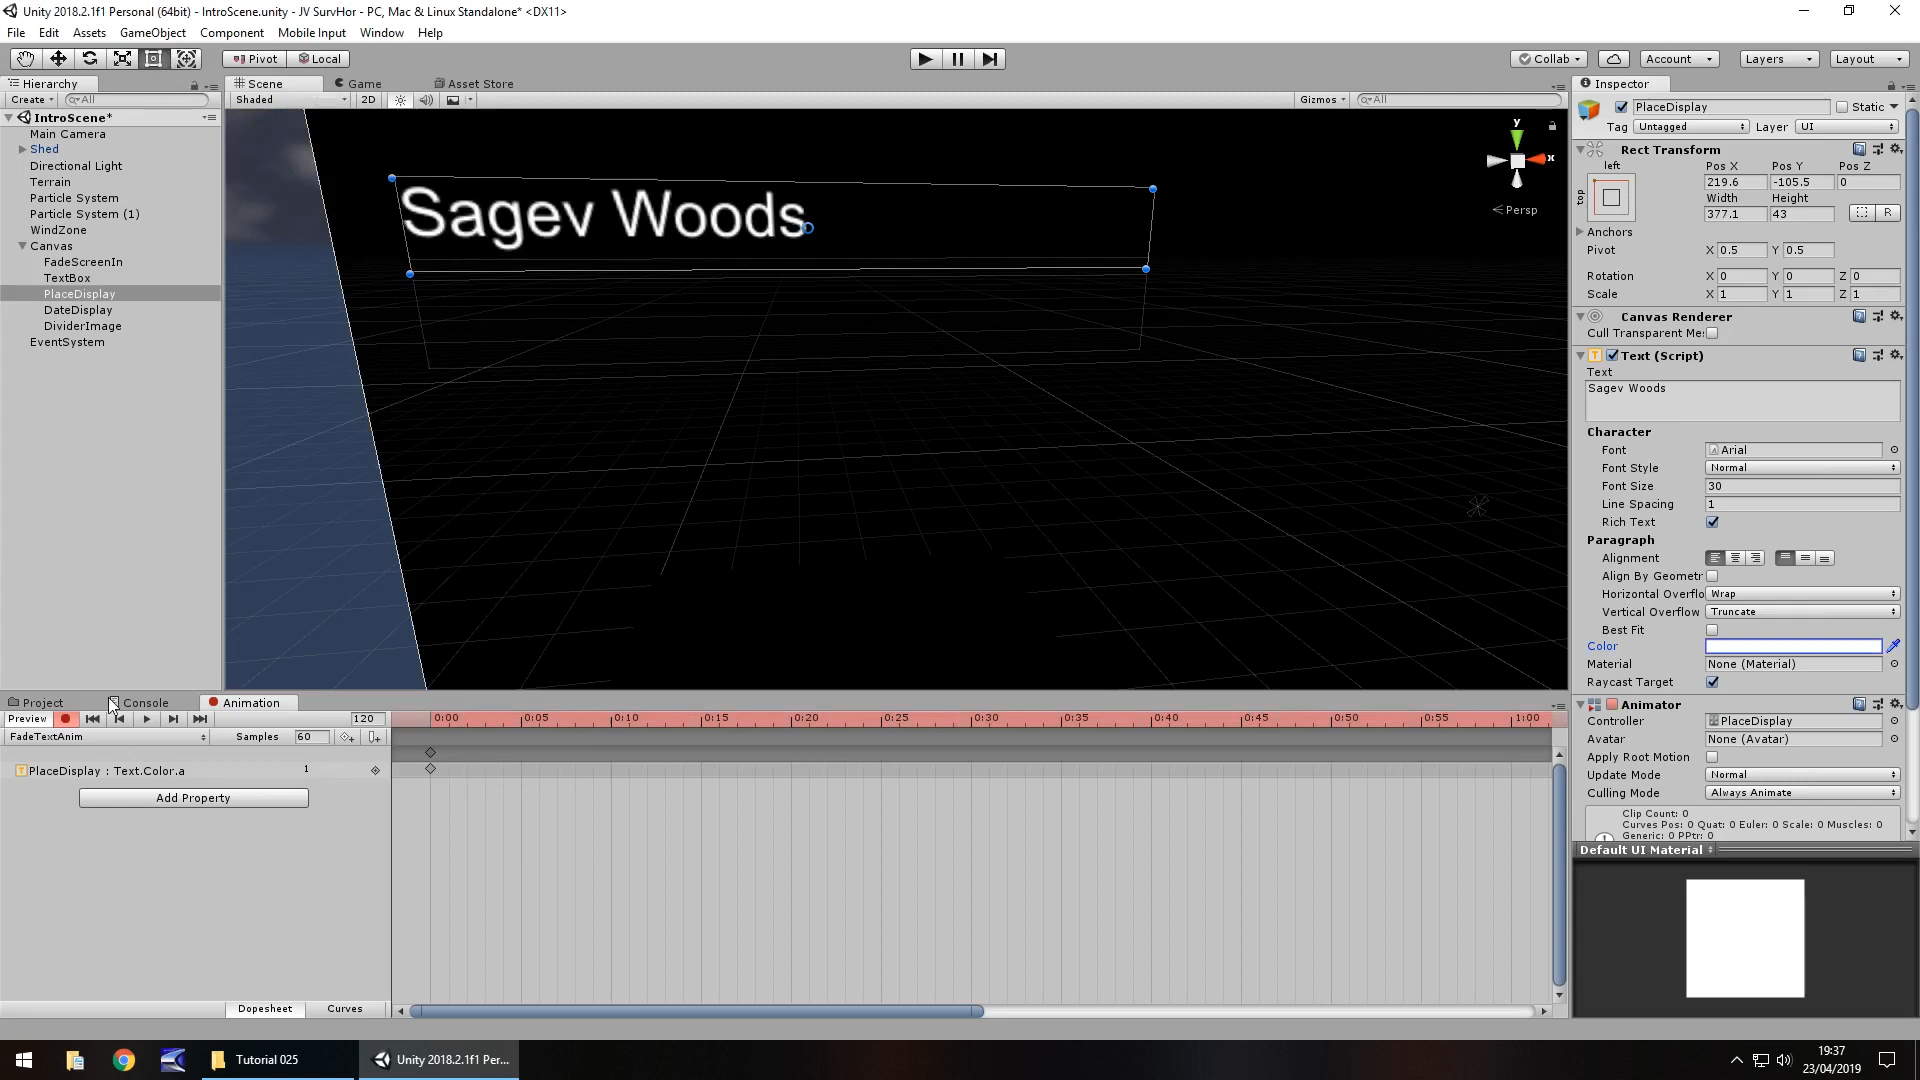 Unity 2018.2.1f1 Personal (64bit) - IntroScene.unity - JV SurvHor - PC, Mac & Linux Standalone* <DX11>
File Edit Assets GameObject Component Mobile Input Window Help
Pivot Local Collab Account Layers Layout
Hierarchy Scene Game Asset Store Inspector
Create All Shaded 2D Gizmos All
IntroScene*
Main Camera
Shed
Directional Light
Terrain
Particle System
Particle System (1)
WindZone
Canvas
FadeScreenIn
TextBox
PlaceDisplay
DateDisplay
DividerImage
EventSystem
Sagev Woods
y
x
Persp
PlaceDisplay Static
Tag Untagged Layer UI
Rect Transform
left Pos X Pos Y Pos Z
top 219.6 -105.5 0
Width Height
377.1 43 R
Anchors
Pivot X 0.5 Y 0.5
Rotation X 0 Y 0 Z 0
Scale X 1 Y 1 Z 1
Canvas Renderer
Cull Transparent Me:
Text (Script)
Text
Sagev Woods
Character
Font Arial
Font Style Normal
Font Size 30
Line Spacing 1
Rich Text
Paragraph
Alignment
Align By Geometr
Horizontal Overflo Wrap
Vertical Overflow Truncate
Best Fit
Color
Material None (Material)
Raycast Target
Animator
Controller PlaceDisplay
Avatar None (Avatar)
Apply Root Motion
Update Mode Normal
Culling Mode Always Animate
Clip Count: 0
Curves Pos: 0 Quat: 0 Euler: 0 Scale: 0 Muscles: 0
Generic: 0 PPtr: 0
Default UI Material
Project Console Animation
Preview 120 0:00 0:05 0:10 0:15 0:20 0:25 0:30 0:35 0:40 0:45 0:50 0:55 1:00
FadeTextAnim Samples 60
PlaceDisplay : Text.Color.a 1
Add Property
Dopesheet Curves
Tutorial 025 Unity 2018.2.1f1 Per... 19:37
23/04/2019